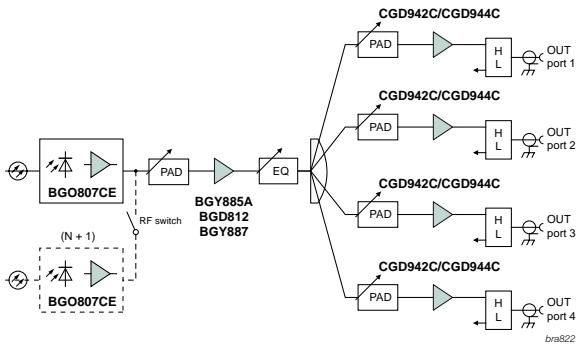 CGD942C/CGD944C
PAD
H
L
OUT
port 1
CGD942C/CGD944C
PAD
H
L
OUT
port 2
BGO807CE
PAD
EQ
BGY885A
BGD812
BGY887
RF switch
(N + 1)
BGO807CE
CGD942C/CGD944C
PAD
H
L
OUT
port 3
CGD942C/CGD944C
PAD
H
L
OUT
port 4
bra822